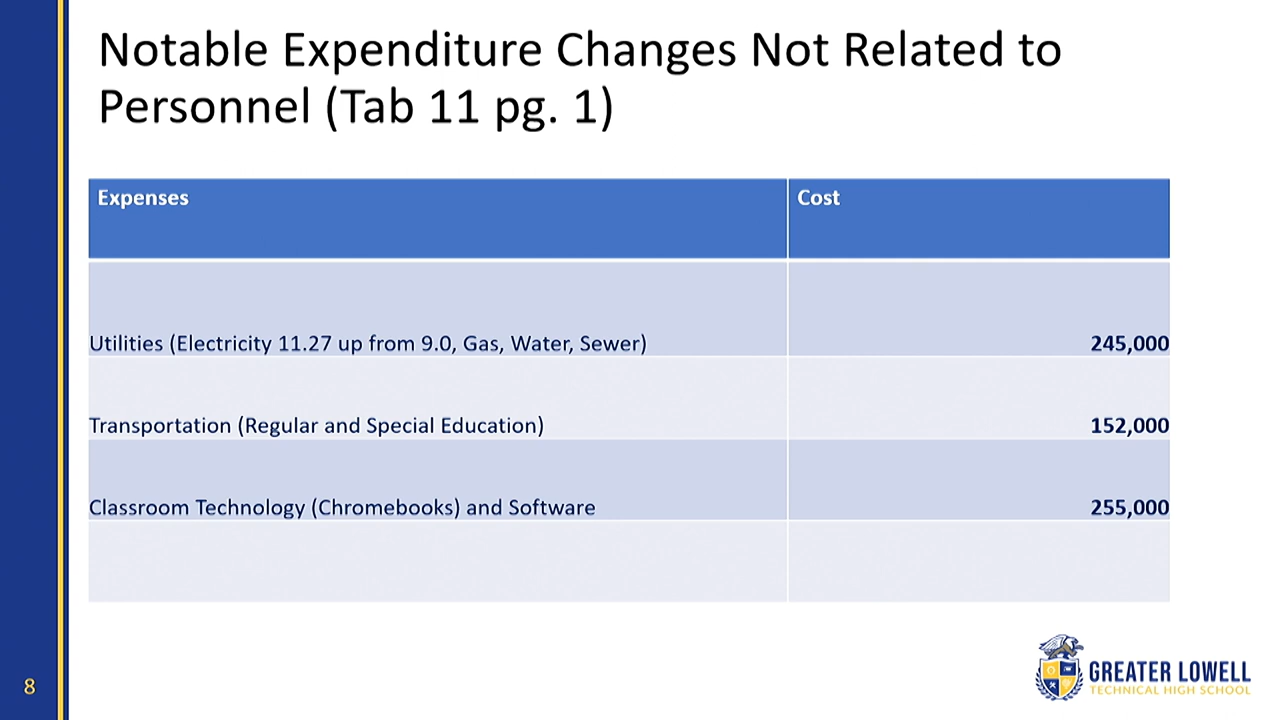 Notable Expenditure Changes Not Related to
Personnel (Tab 11 pg. 1)
Expenses Cost
Utilities (Electricity 11.27 up from 9.0, Gas, Water, Sewer) 245,000
Transportation (Regular and Special Education) 152,000
Classroom Technology (Chromebooks) and Software 255,000
8
GREATER LOWELL
TECHNICAL HIGH SCHOOL